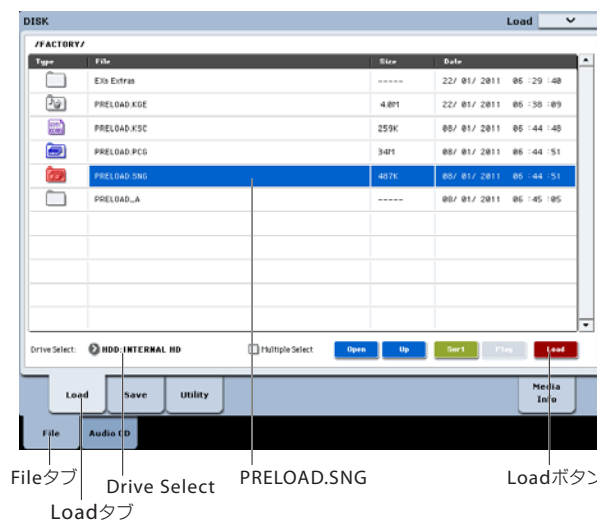 DISK Load
/FACTORY/
Type File Size Date
EXs Extras ----- 22/ 01/ 2011 06 :29 :40
PRELOAD.KGE 4.0M 22/ 01/ 2011 06 :38 :09
PRELOAD.KSC 259K 08/ 01/ 2011 06 :44 :48
PRELOAD.PCG 34M 08/ 01/ 2011 06 :44 :51
PRELOAD.SNG 487K 08/ 01/ 2011 06 :44 :51
PRELOAD_A ----- 08/ 01/ 2011 06 :45 :05
Drive Select: HDD:INTERNAL HD Multiple Select Open Up Sort Play Load
Load Save Utility Media Info
File Audio CD
Fileタブ Drive Select PRELOAD.SNG Loadボタン
Loadタブ